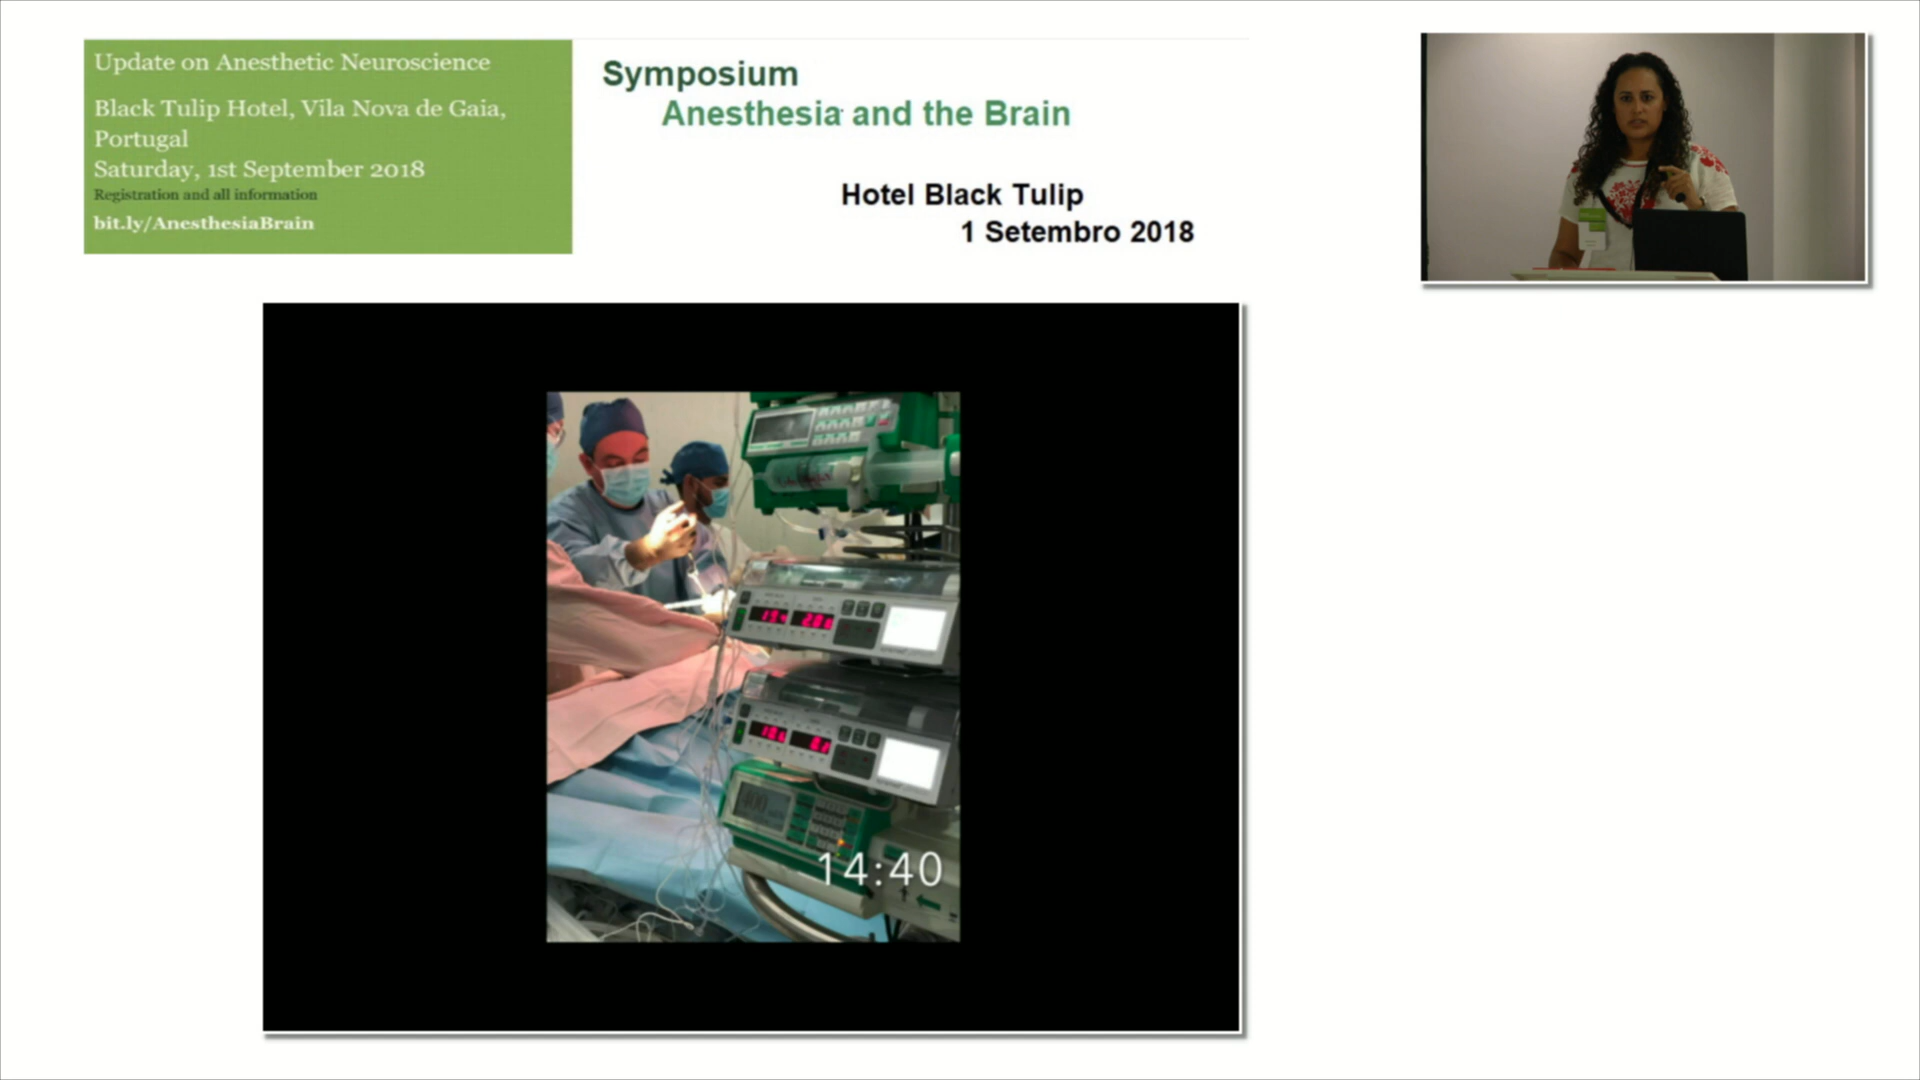 Update on Anesthetic Neuroscience
Black Tulip Hotel, Vila Nova de Gaia,
Portugal
Saturday, 1st September 2018
Registration and all information
bit.ly/AnesthesiaBrain
Symposium
Anesthesia and the Brain
Hotel Black Tulip
1 Setembro 2018
14:40